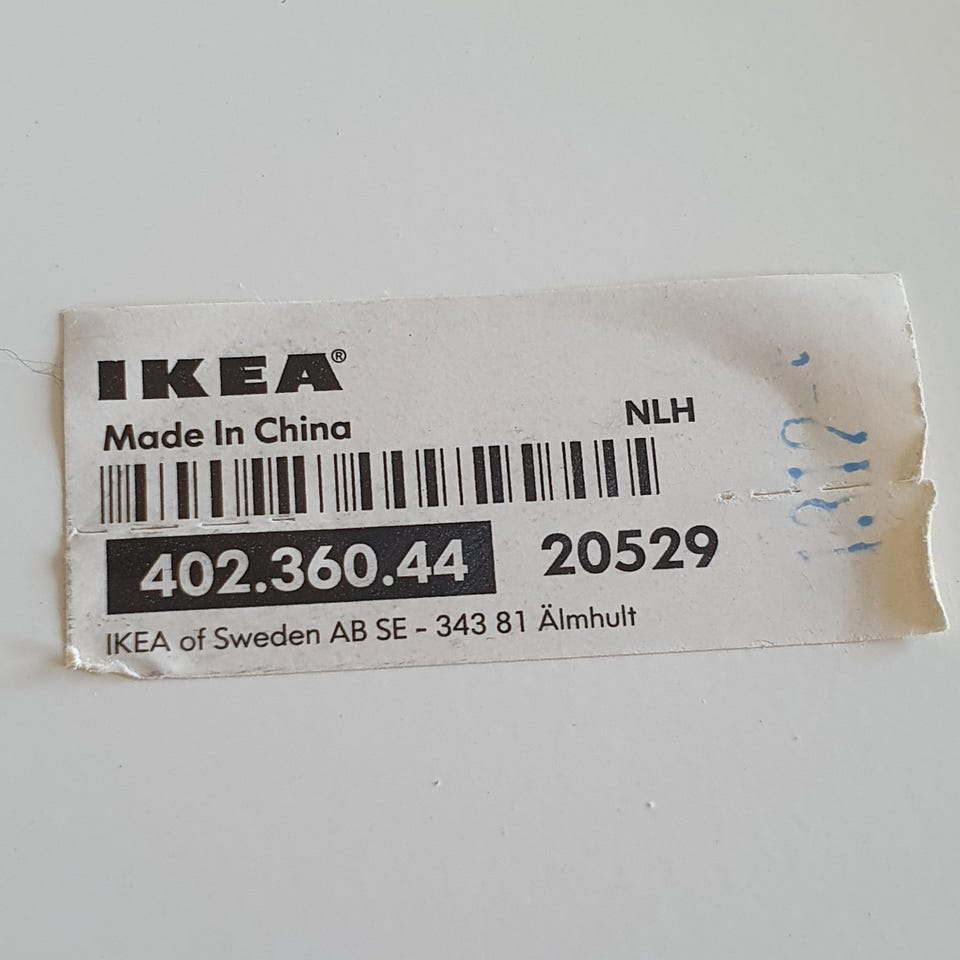 IKEA®
Made In China
NLH
402.360.44
20529
IKEA of Sweden AB SE - 343 81 Älmhult